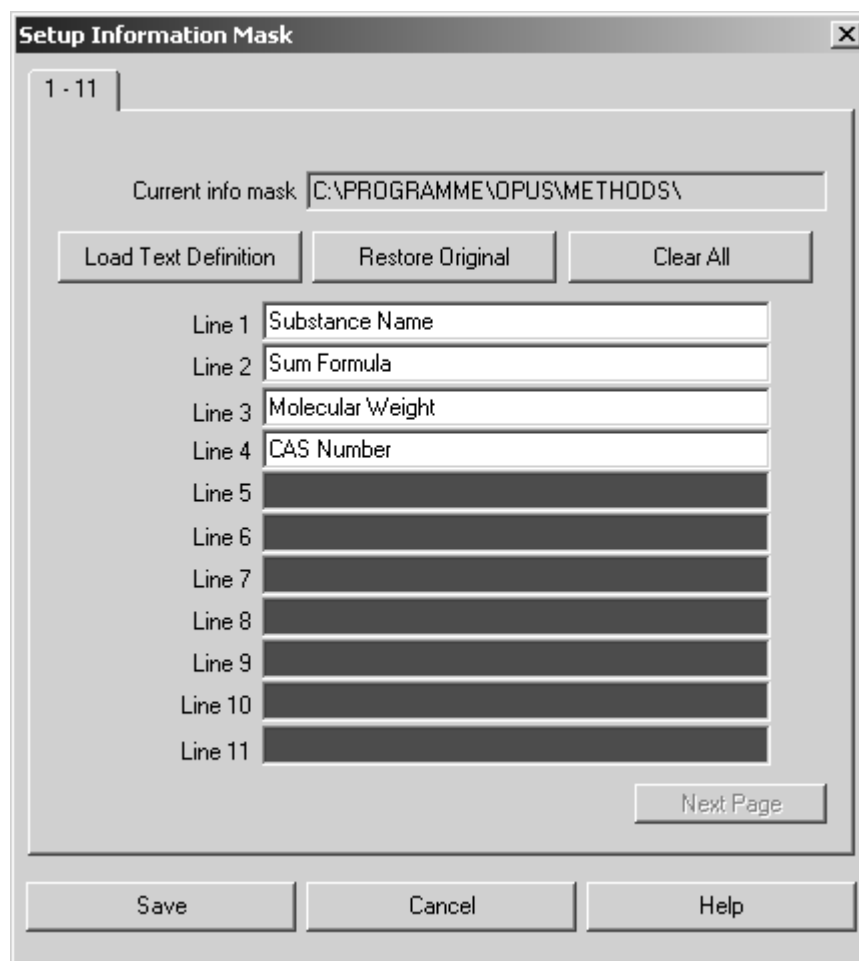 Setup Information Mask
1 - 11
Current info mask C:\PROGRAMME\OPUS\METHODS\
Load Text Definition Restore Original Clear All
Line 1 Substance Name
Line 2 Sum Formula
Line 3 Molecular Weight
Line 4 CAS Number
Line 5
Line 6
Line 7
Line 8
Line 9
Line 10
Line 11
Next Page
Save Cancel Help